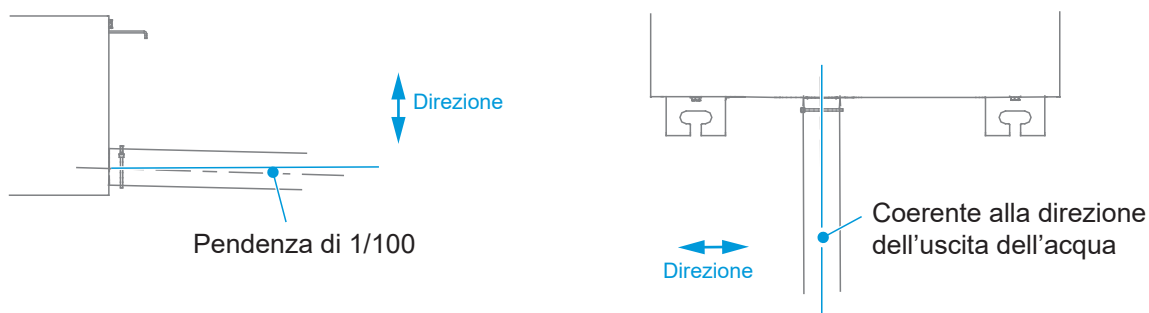 Direzione
Pendenza di 1/100
Coerente alla direzione
dell’uscita dell’acqua
Direzione